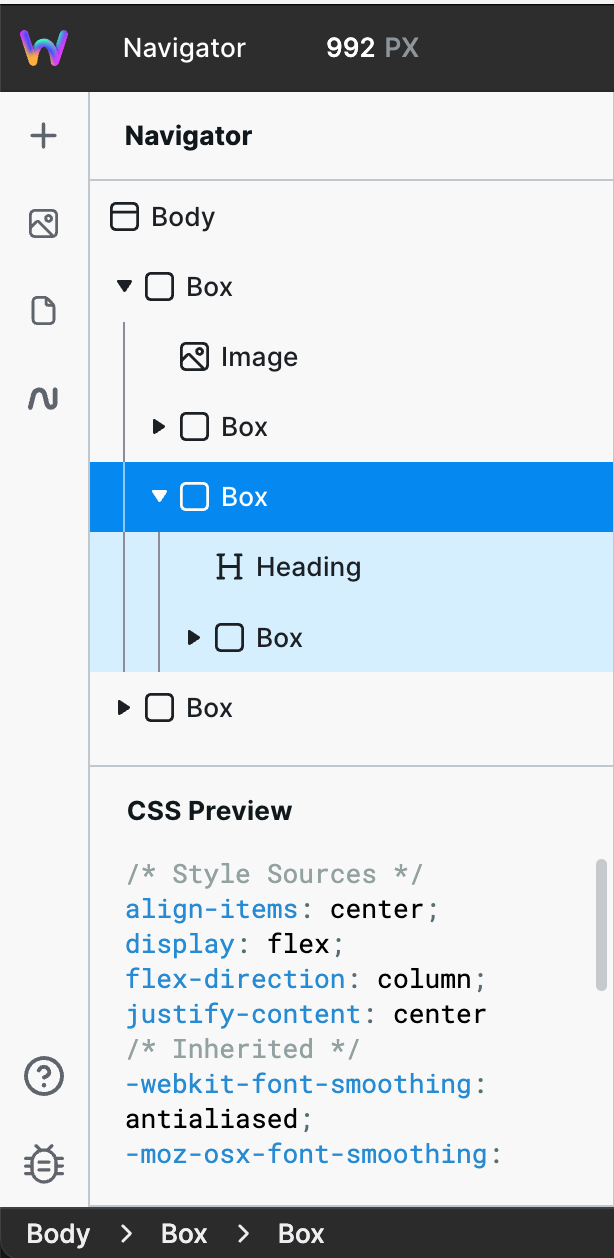 Navigator 992 PX
Navigator
Body
Box
Image
Box
Box
Heading
Box
Box
CSS Preview
/* Style Sources */
align-items: center;
display: flex;
flex-direction: column;
justify-content: center
/* Inherited */
-webkit-font-smoothing:
antialiased;
-moz-osx-font-smoothing:
Body > Box > Box